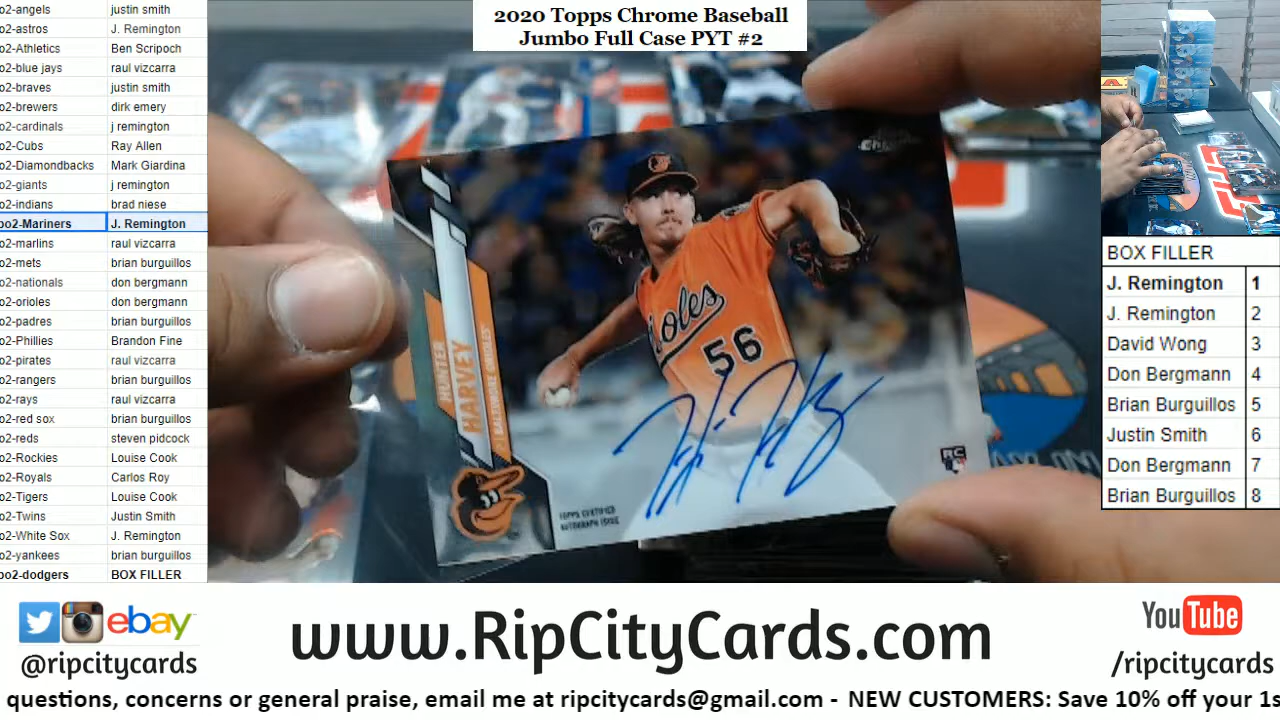 2020 Topps Chrome Baseball
Jumbo Full Case PYT #2
o2-angels justin smith
o2-astros J. Remington
o2-Athletics Ben Scripoch
o2-blue jays raul vizcarra
o2-braves justin smith
o2-brewers dirk emery
o2-cardinals j remington
o2-Cubs Ray Allen
o2-Diamondbacks Mark Giardina
o2-giants j remington
o2-indians brad niese
oo2-Mariners J. Remington
o2-marlins raul vizcarra
o2-mets brian burguillos
o2-nationals don bergmann
o2-orioles don bergmann
o2-padres brian burguillos
o2-Phillies Brandon Fine
o2-pirates raul vizcarra
o2-rangers brian burguillos
o2-rays raul vizcarra
o2-red sox brian burguillos
o2-reds steven pidcock
o2-Rockies Louise Cook
o2-Royals Carlos Roy
o2-Tigers Louise Cook
o2-Twins Justin Smith
o2-White Sox J. Remington
o2-yankees brian burguillos
oo2-dodgers BOX FILLER
Chrome
HUNTER
HARVEY
BALTIMORE ORIOLES
ioles
56
TOPPS CERTIFIED
AUTOGRAPH ISSUE
RC
BOX FILLER
J. Remington 1
J. Remington 2
David Wong 3
Don Bergmann 4
Brian Burguillos 5
Justin Smith 6
Don Bergmann 7
Brian Burguillos 8
ebay
@ripcitycards
www.RipCityCards.com
YouTube
/ripcitycards
questions, concerns or general praise, email me at ripcitycards@gmail.com - NEW CUSTOMERS: Save 10% off your 1s